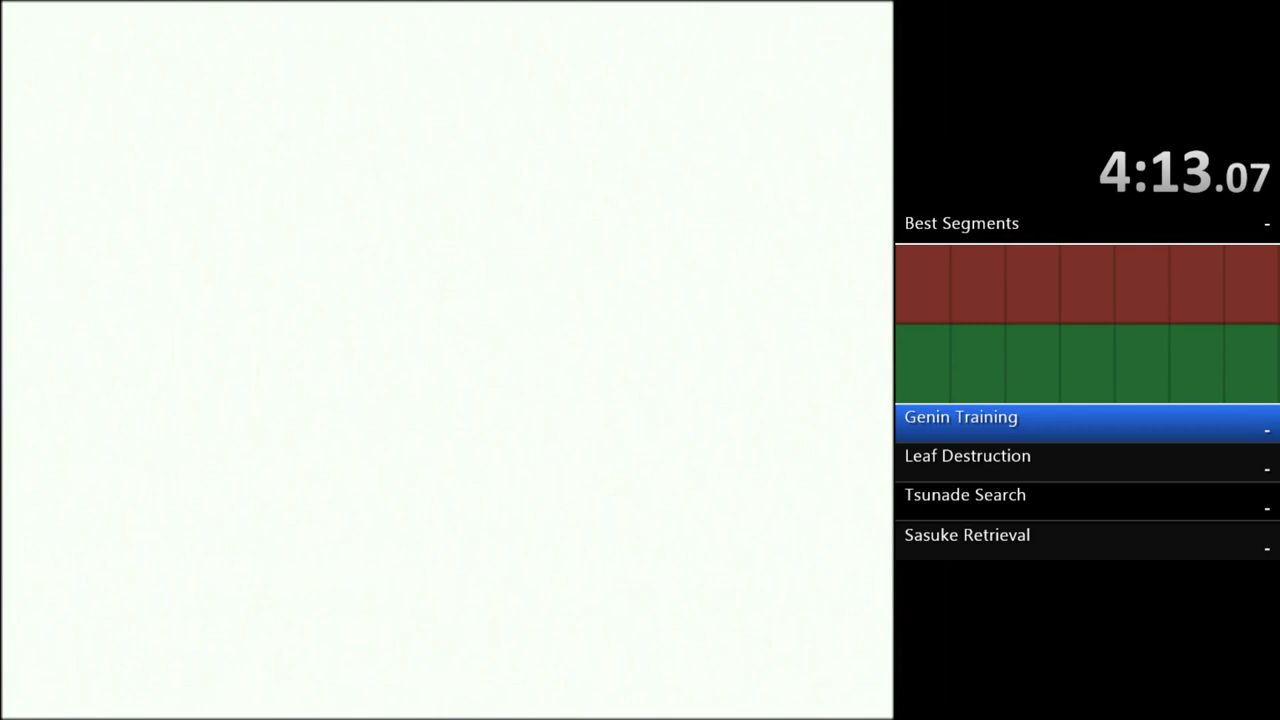 4:13.07
Best Segments -
Genin Training -
Leaf Destruction -
Tsunade Search -
Sasuke Retrieval -